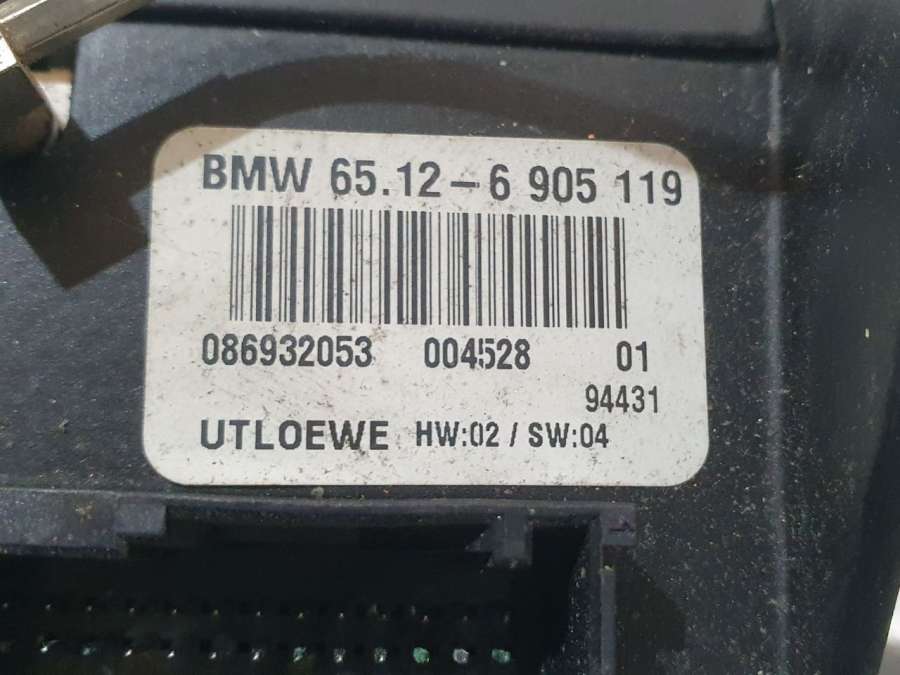 BMW 65.12-6 905 119
086932053 004528 01
94431
UTLOEWE HW:02 / SW:04